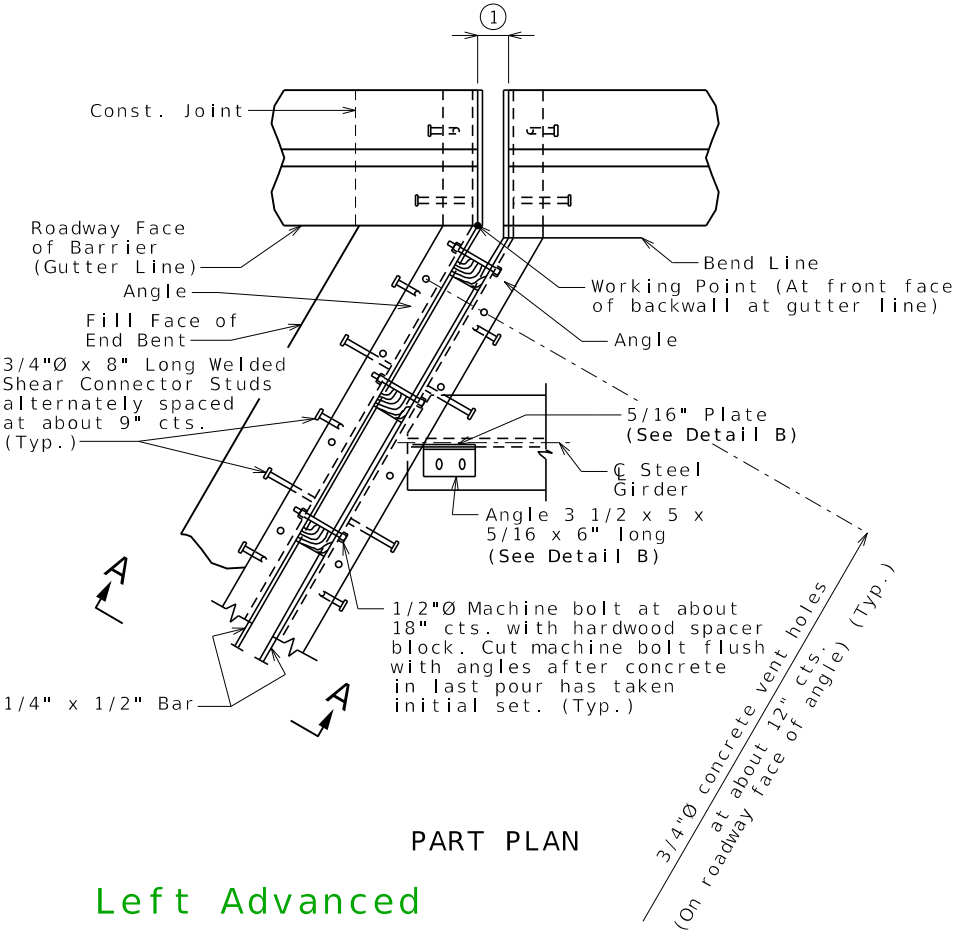 1
Const. Joint
Roadway Face
of Barrier
(Gutter Line)
Angle
Fill Face of
End Bent
3/4"Ø x 8" Long Welded
Shear Connector Studs
alternately spaced
at about 9" cts.
(Typ.)
Bend Line
Working Point (At front face
of backwall at gutter line)
Angle
5/16" Plate
(See Detail B)
℄ Steel
Girder
Angle 3 1/2 x 5 x
5/16 x 6" long
(See Detail B)
A
A
1/2"Ø Machine bolt at about
18" cts. with hardwood spacer
block. Cut machine bolt flush
with angles after concrete
in last pour has taken
initial set. (Typ.)
1/4" x 1/2" Bar
3/4"Ø concrete vent holes
at about 12" cts.
(On roadway face of angle) (Typ.)
PART PLAN
Left Advanced